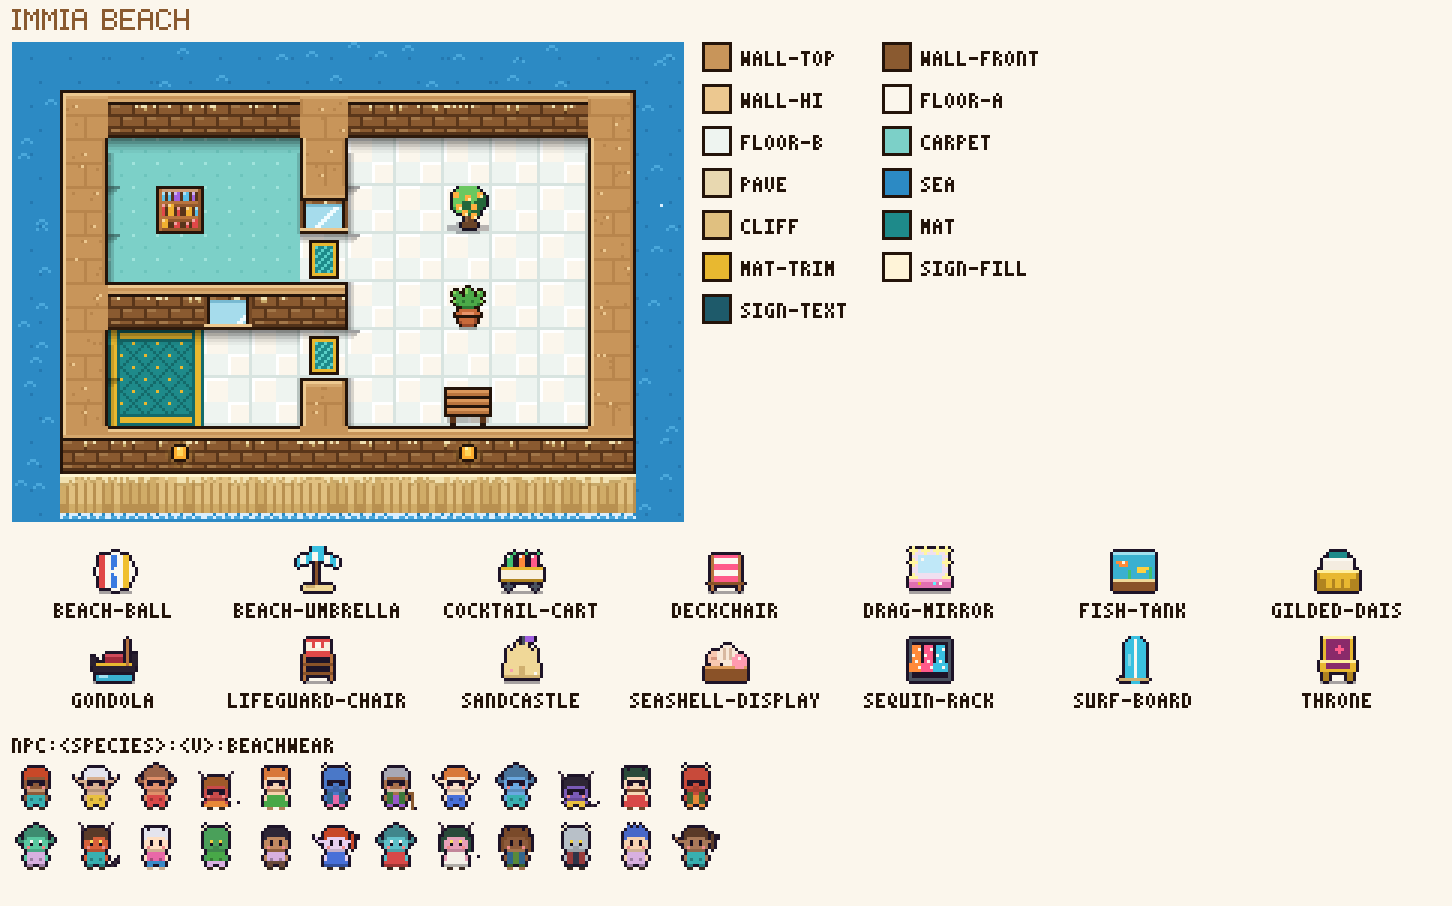 IMMIA BEACH
WALL-TOP WALL-FRONT
WALL-HI FLOOR-A
FLOOR-B CARPET
PAVE SEA
CLIFF MAT
MAT-TRIM SIGN-FILL
SIGN-TEXT
BEACH-BALL BEACH-UMBRELLA COCKTAIL-CART DECKCHAIR DRAG-MIRROR FISH-TANK GILDED-DAIS
GONDOLA LIFEGUARD-CHAIR SANDCASTLE SEASHELL-DISPLAY SEQUIN-RACK SURF-BOARD THRONE
NPC:<SPECIES>:<V>:BEACHWEAR